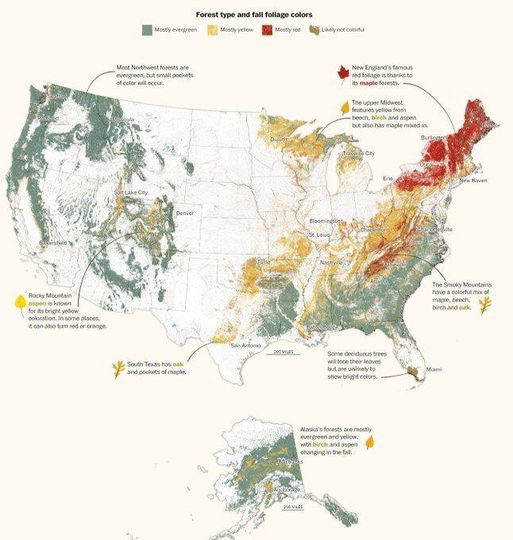 Forest type and fall foliage colors
Mostly evergreen
Mostly yellow
Mostly red
Likely not colorful
Most Northwest forests are
evergreen, but small pockets
of color will occur.
New England's famous
red foliage is thanks to
its maple forests.
The upper Midwest
features yellow from
beech, birch and aspen
but also has maple mixed in.
Duluth
Traverse City
Burlington
Erie
New Haven
Salt Lake City
Denver
Bloomington
St. Louis
Charleston
Nashville
Tulsa
Bakersfield
Rocky Mountain
aspen is known
for its bright yellow
coloration. In some places,
it can also turn red or orange.
The Smoky Mountains
have a colorful mix of
maple, beech,
birch and oak.
South Texas has oak
and pockets of maple.
San Antonio
200 MILES
Some deciduous trees
will lose their leaves
but are unlikely to
show bright colors.
Miami
Alaska's forests are mostly
evergreen and yellow,
with birch and aspen
changing in the fall.
Anchorage
200 MILES